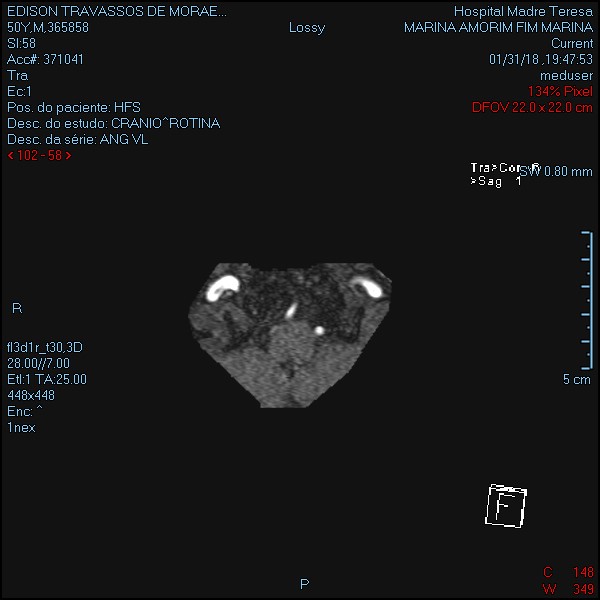 EDISON TRAVASSOS DE MORAE...
50Y,M,365858
SI:58
Acc#: 371041
Tra
Ec:1
Pos. do paciente: HFS
Desc. do estudo: CRANIO^ROTINA
Desc. da série: ANG VL
< 102 - 58 >
Lossy
Hospital Madre Teresa
MARINA AMORIM FIM MARINA
Current
01/31/18 ,19:47:53
meduser
134% Pixel
DFOV 22.0 x 22.0 cm
Tra>Cor
SW 0.80 mm
>Sag 1
R
fl3d1r_t30,3D
28.00//7.00
Etl:1 TA:25.00
448x448
Enc: ^
1nex
5 cm
F
P
C 148
W 349